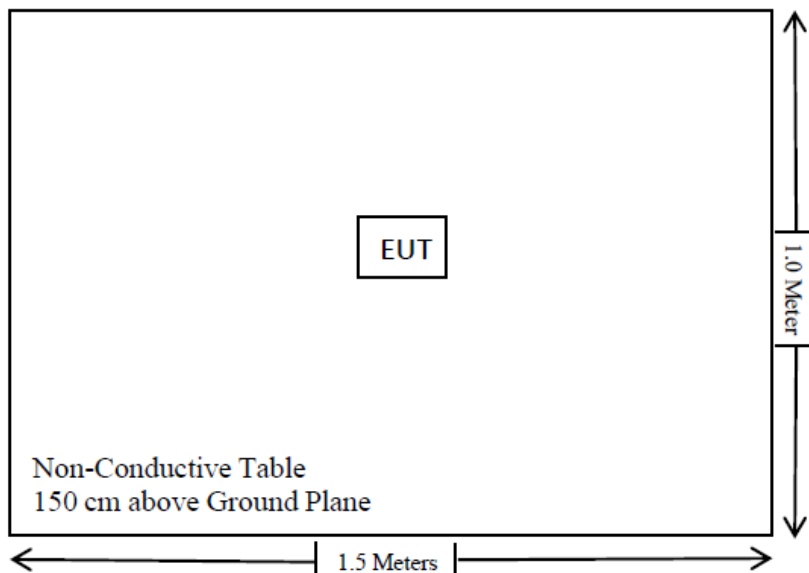 EUT
1.0 Meter
Non-Conductive Table
150 cm above Ground Plane
1.5 Meters